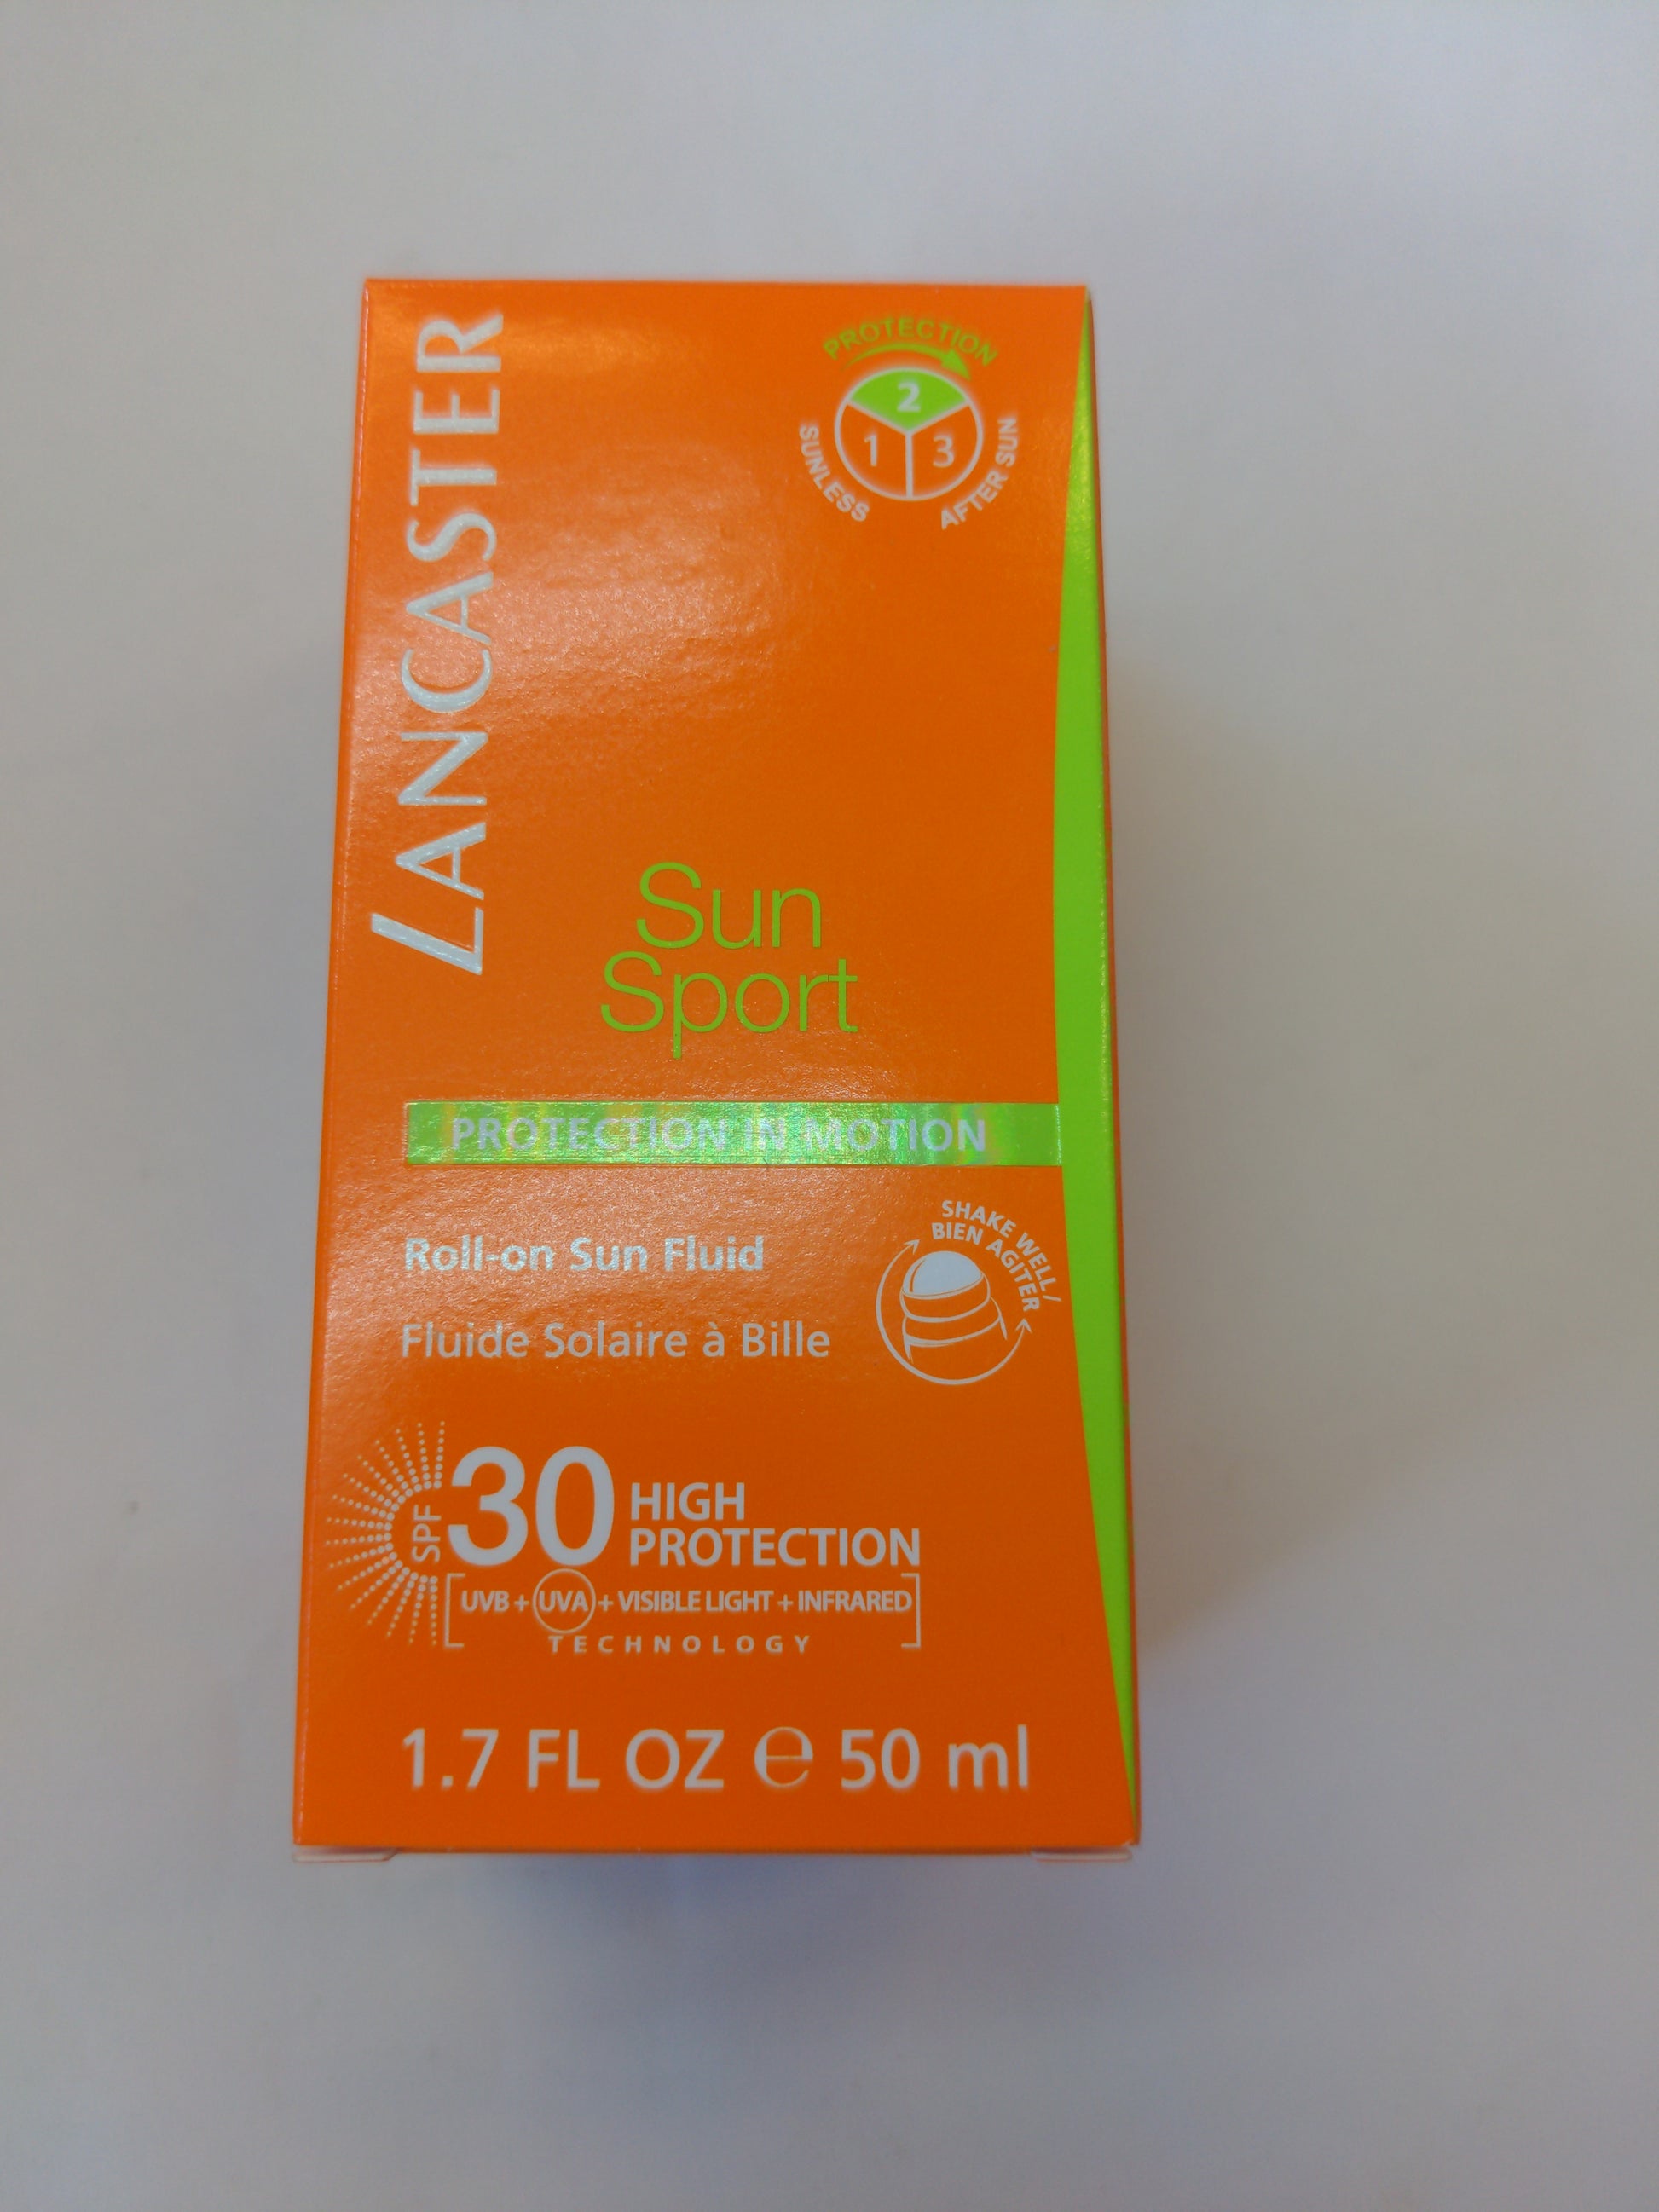 LANCASTER
PROTECTION
2
1 3
SUNLESS
AFTER SUN
Sun
Sport
PROTECTION IN MOTION
SHAKE WELL/
BIEN AGITER
Roll-on Sun Fluid
Fluide Solaire à Bille
SPF 30 HIGH
PROTECTION
UVB + UVA + VISIBLE LIGHT + INFRARED
TECHNOLOGY
1.7 FL OZ ℮ 50 ml